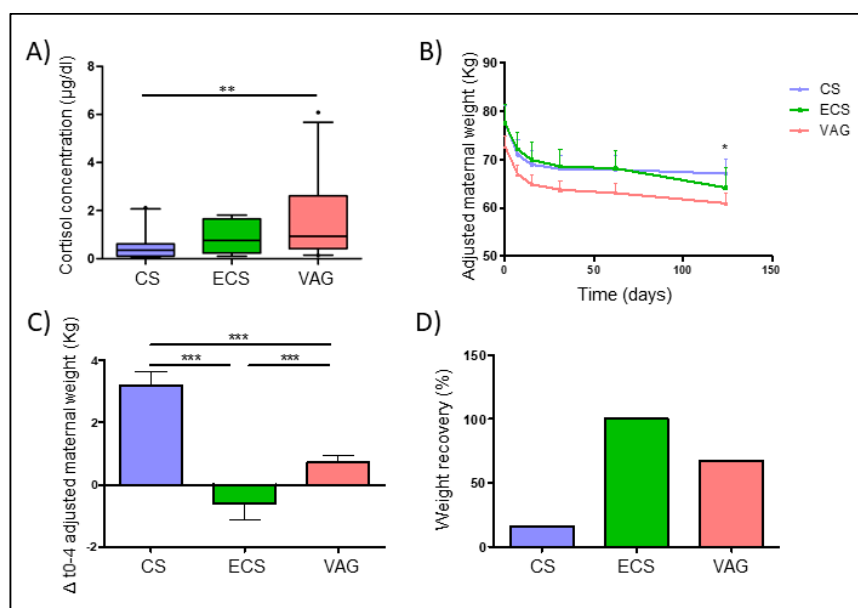 A)
Cortisol concentration (µg/dl)
8
6
4
2
0
**
CS
ECS
VAG
B)
Adjusted maternal weight (Kg)
90
80
70
60
50
0
50
100
150
Time (days)
CS
ECS
VAG
*
C)
Δ t0-4 adjusted maternal weight (Kg)
4
2
0
-2
***
***
***
CS
ECS
VAG
D)
Weight recovery (%)
150
100
50
0
CS
ECS
VAG